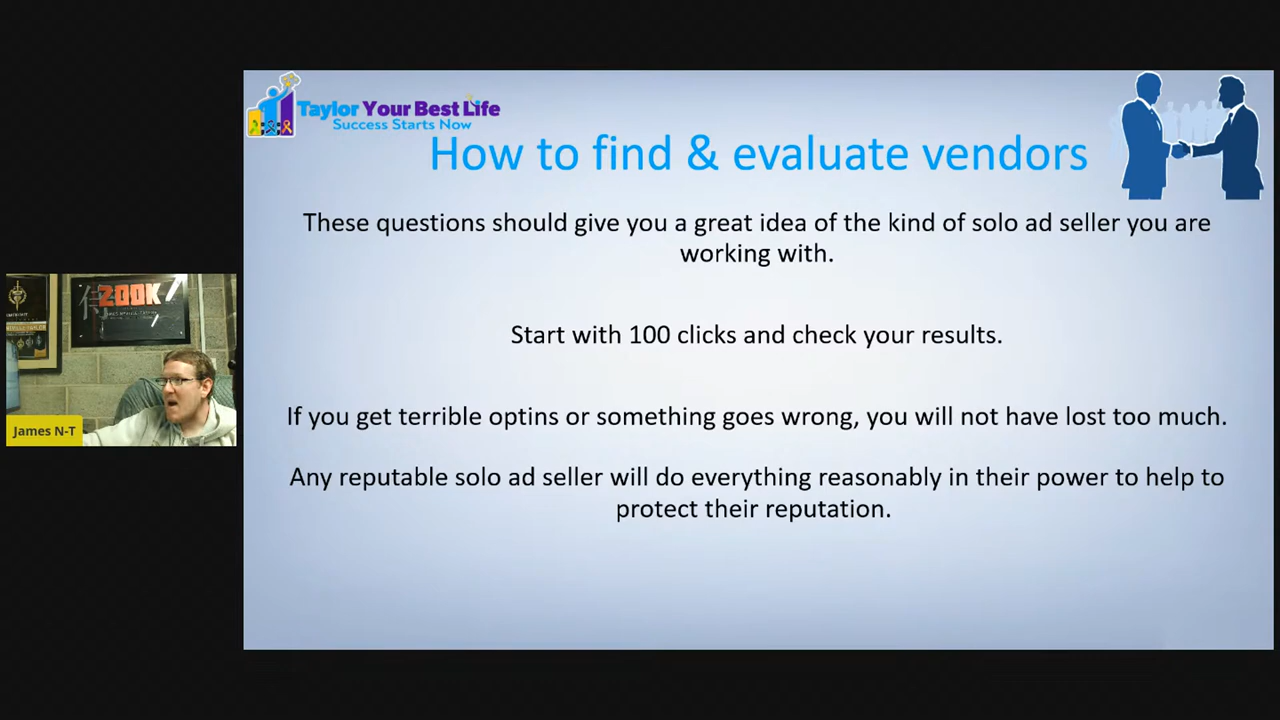 Taylor Your Best Life
Success Starts Now
How to find & evaluate vendors
These questions should give you a great idea of the kind of solo ad seller you are
working with.
Start with 100 clicks and check your results.
If you get terrible optins or something goes wrong, you will not have lost too much.
Any reputable solo ad seller will do everything reasonably in their power to help to
protect their reputation.
200K
James N-T